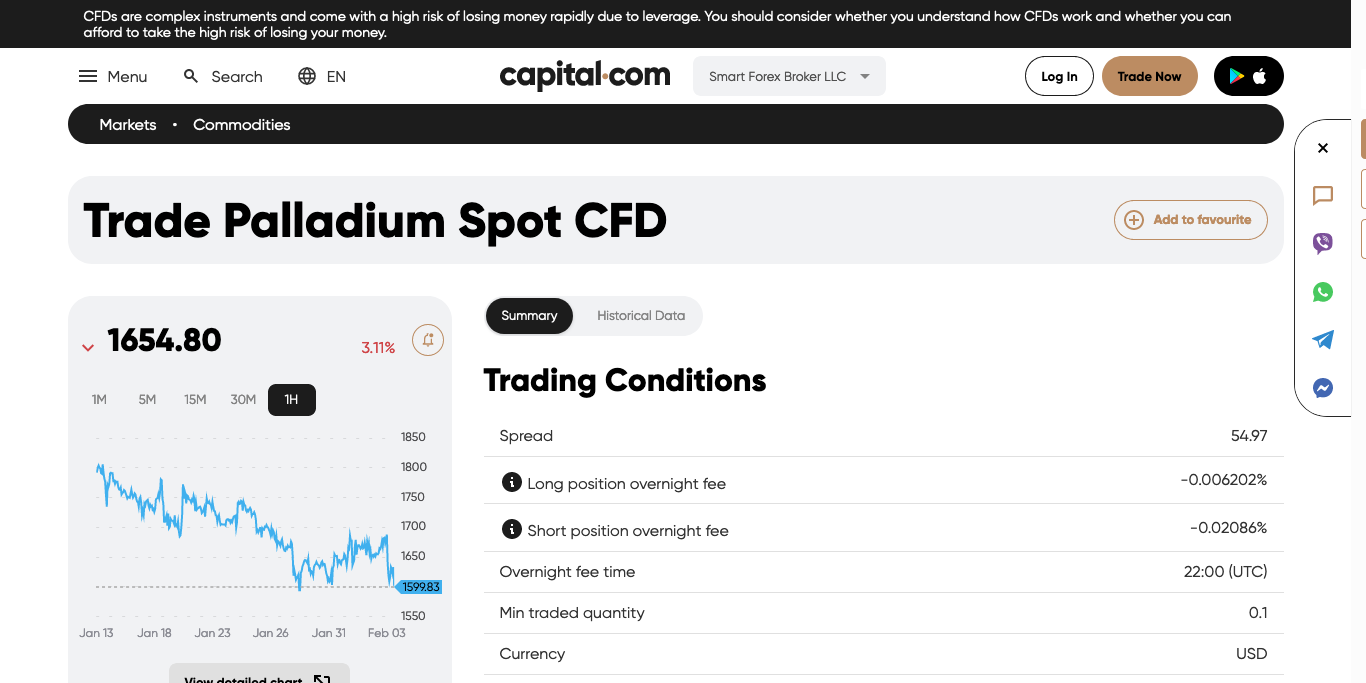 CFDs are complex instruments and come with a high risk of losing money rapidly due to leverage. You should consider whether you understand how CFDs work and whether you can
afford to take the high risk of losing your money.
Menu Search EN capital.com Smart Forex Broker LLC Log In Trade Now
Markets • Commodities
Trade Palladium Spot CFD
Add to favourite
1654.80 3.11%
1M 5M 15M 30M 1H
1850
1800
1750
1700
1650
1599.83
1550
Jan 13 Jan 18 Jan 23 Jan 26 Jan 31 Feb 03
View detailed chart
Summary Historical Data
Trading Conditions
Spread 54.97
Long position overnight fee -0.006202%
Short position overnight fee -0.02086%
Overnight fee time 22:00 (UTC)
Min traded quantity 0.1
Currency USD